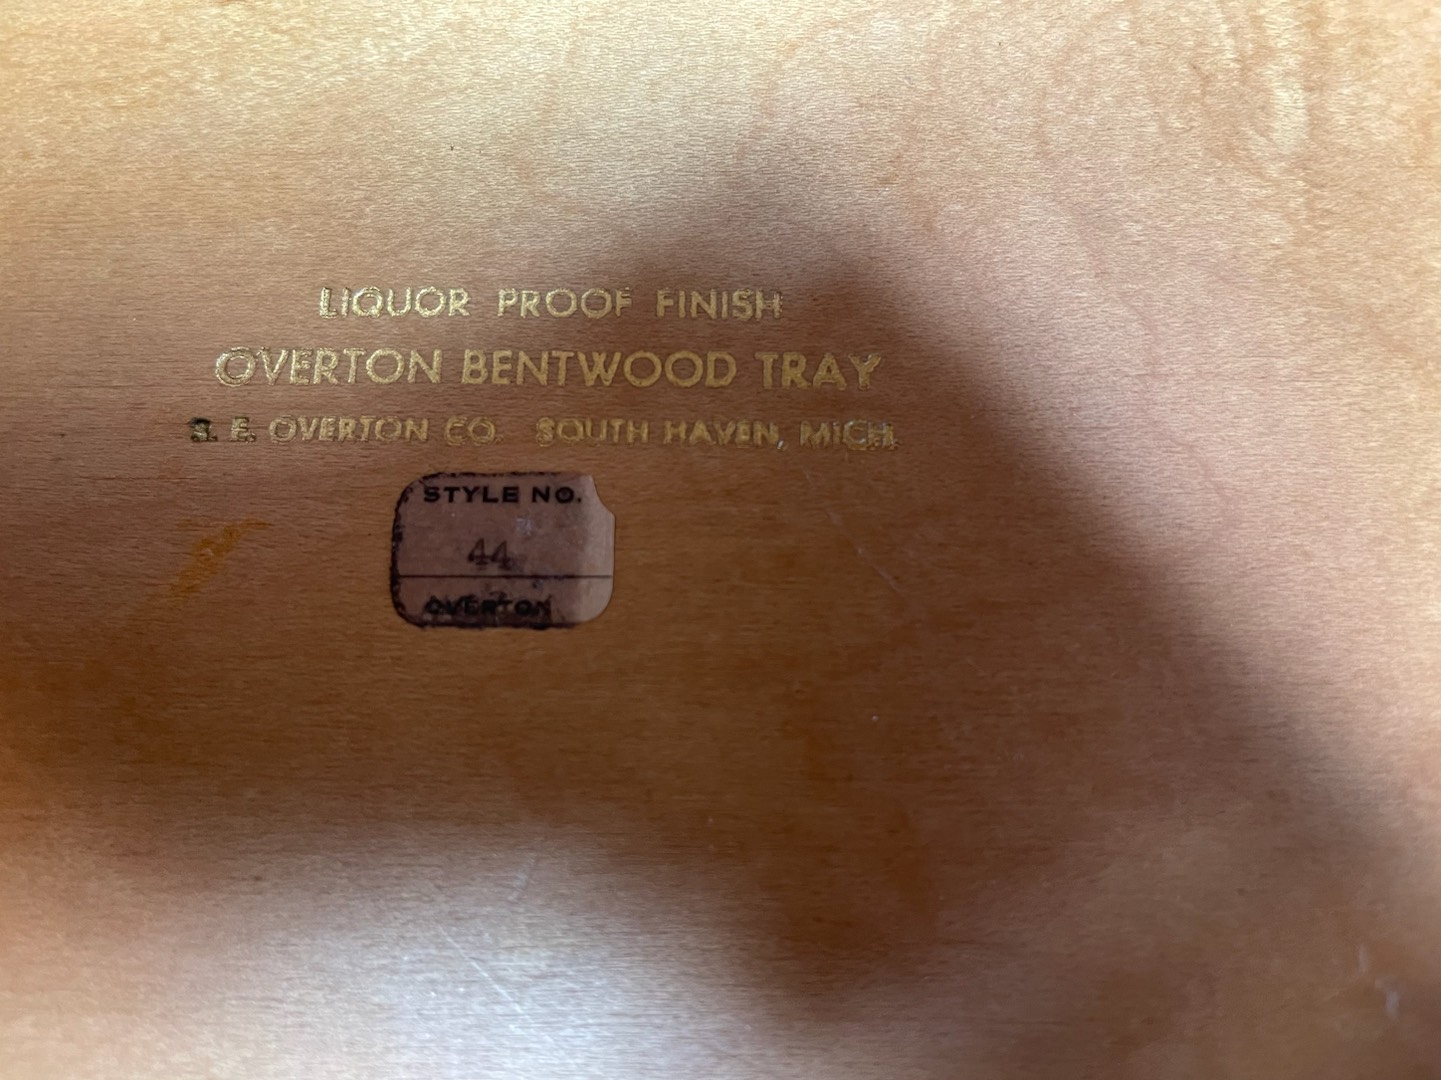 LIQUOR PROOF FINISH
OVERTON BENTWOOD TRAY
S. E. OVERTON CO. SOUTH HAVEN, MICH.
STYLE NO.
44
OVERTON